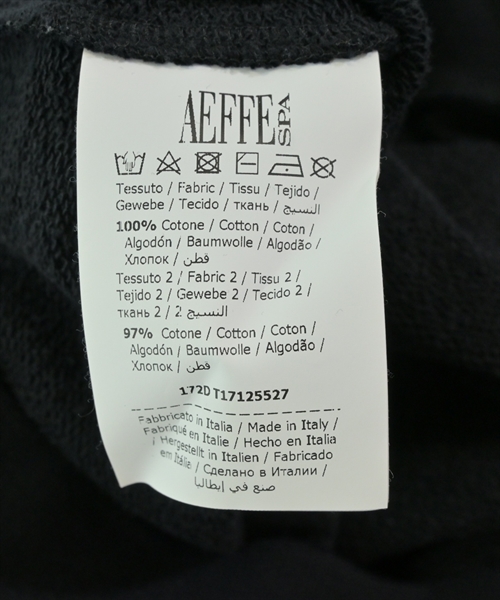 AEFFE SPA
Tessuto / Fabric / Tissu / Tejido /
Gewebe / Tecido / ткань / النسيج
100% Cotone / Cotton / Coton /
Algodón / Baumwolle / Algodão /
Хлопок / قطن
Tessuto 2 / Fabric 2 / Tissu 2 /
Tejido 2 / Gewebe 2 / Tecido 2 /
ткань 2 / النسيج 2
97% Cotone / Cotton / Coton /
Algodón / Baumwolle / Algodão /
Хлопок / قطن
172D T17125527
Fabbricato in Italia / Made in Italy /
Fabriqué en Italie / Hecho en Italia
/ Hergestellt in Italien / Fabricado
em Itália / Сделано в Италии /
صنع في إيطاليا